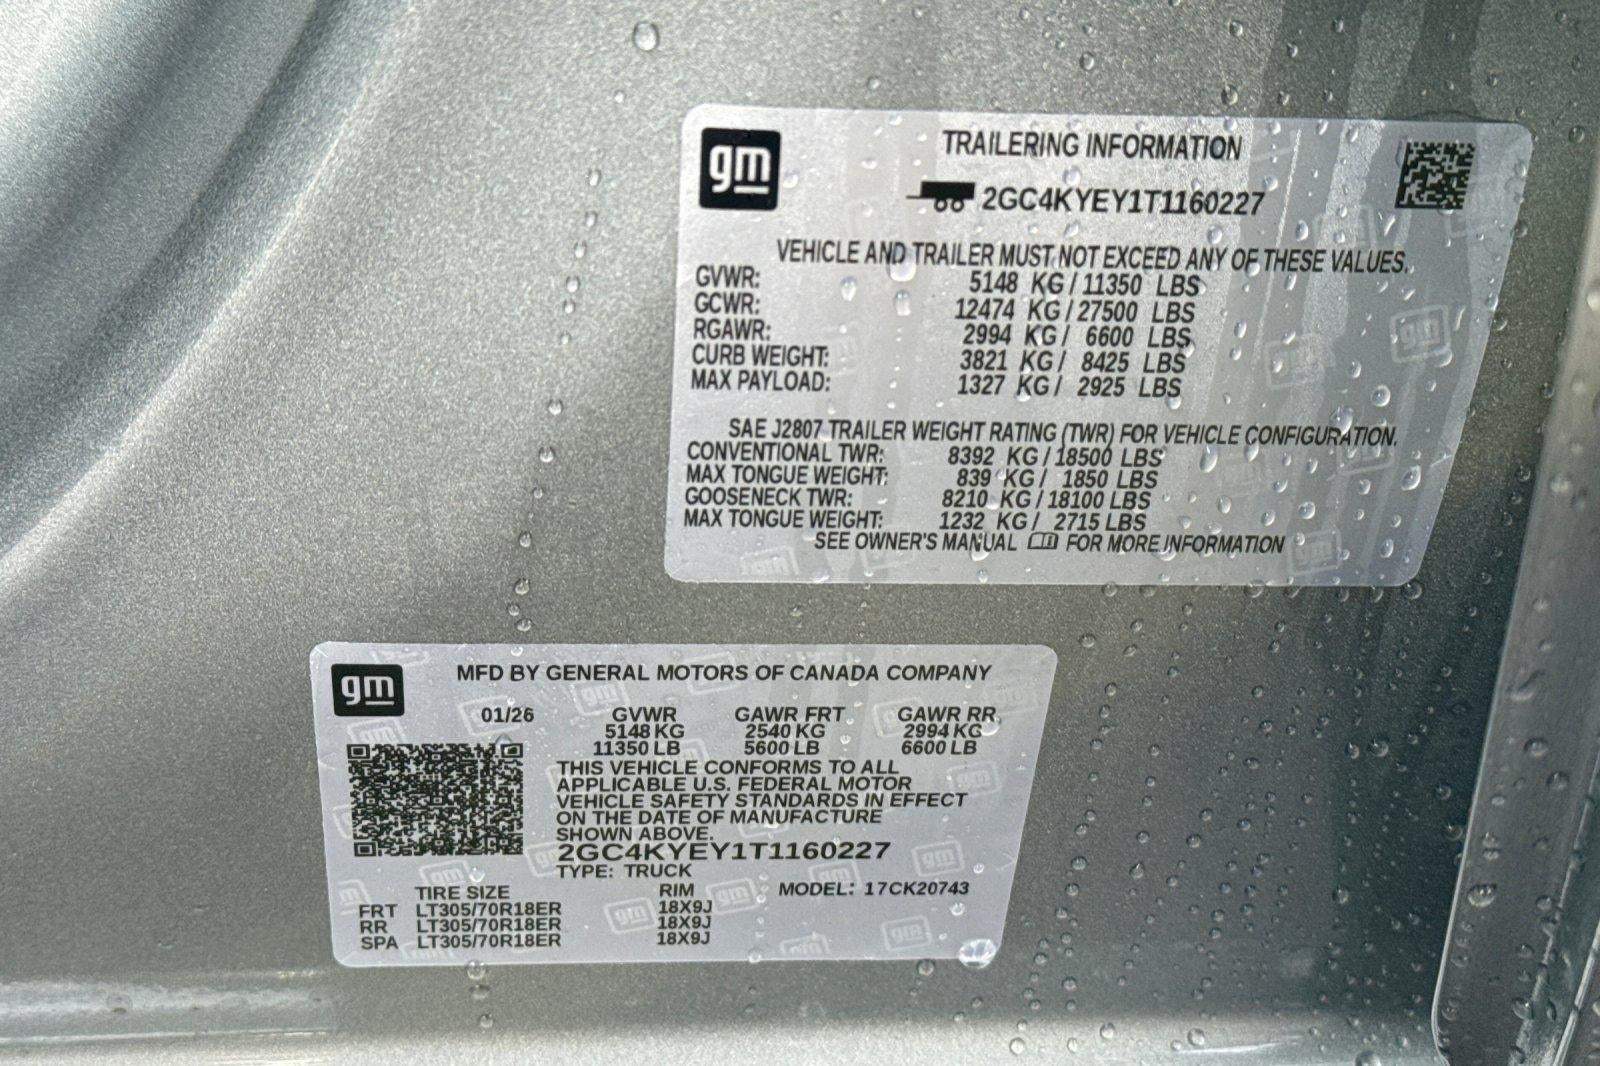 gm
TRAILERING INFORMATION
2GC4KYEY1T1160227
VEHICLE AND TRAILER MUST NOT EXCEED ANY OF THESE VALUES.
GVWR: 5148 KG / 11350 LBS
GCWR: 12474 KG / 27500 LBS
RGAWR: 2994 KG / 6600 LBS
CURB WEIGHT: 3821 KG / 8425 LBS
MAX PAYLOAD: 1327 KG / 2925 LBS
SAE J2807 TRAILER WEIGHT RATING (TWR) FOR VEHICLE CONFIGURATION.
CONVENTIONAL TWR: 8392 KG / 18500 LBS
MAX TONGUE WEIGHT: 839 KG / 1850 LBS
GOOSENECK TWR: 8210 KG / 18100 LBS
MAX TONGUE WEIGHT: 1232 KG / 2715 LBS
SEE OWNER'S MANUAL FOR MORE INFORMATION
gm
MFD BY GENERAL MOTORS OF CANADA COMPANY
01/26 GVWR GAWR FRT GAWR RR
5148 KG 2540 KG 2994 KG
11350 LB 5600 LB 6600 LB
THIS VEHICLE CONFORMS TO ALL
APPLICABLE U.S. FEDERAL MOTOR
VEHICLE SAFETY STANDARDS IN EFFECT
ON THE DATE OF MANUFACTURE
SHOWN ABOVE.
2GC4KYEY1T1160227
TYPE: TRUCK
TIRE SIZE RIM MODEL: 17CK20743
FRT LT305/70R18ER 18X9J
RR LT305/70R18ER 18X9J
SPA LT305/70R18ER 18X9J